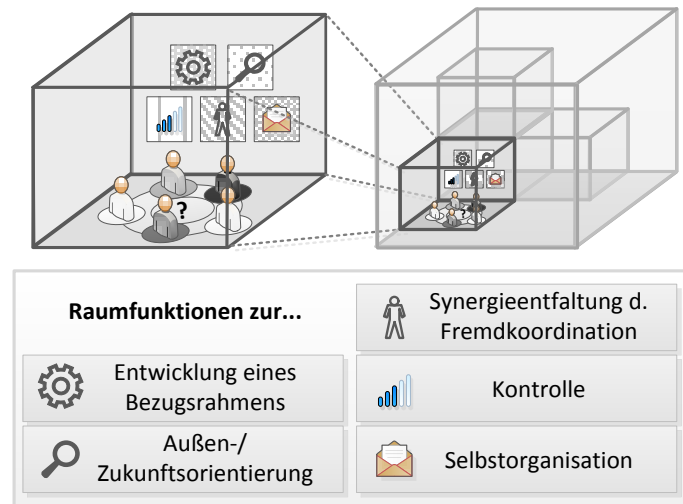 ?
?
Raumfunktionen zur...
Synergieentfaltung d.
Fremdkoordination
Entwicklung eines
Bezugsrahmens
Kontrolle
Außen-/
Zukunftsorientierung
Selbstorganisation